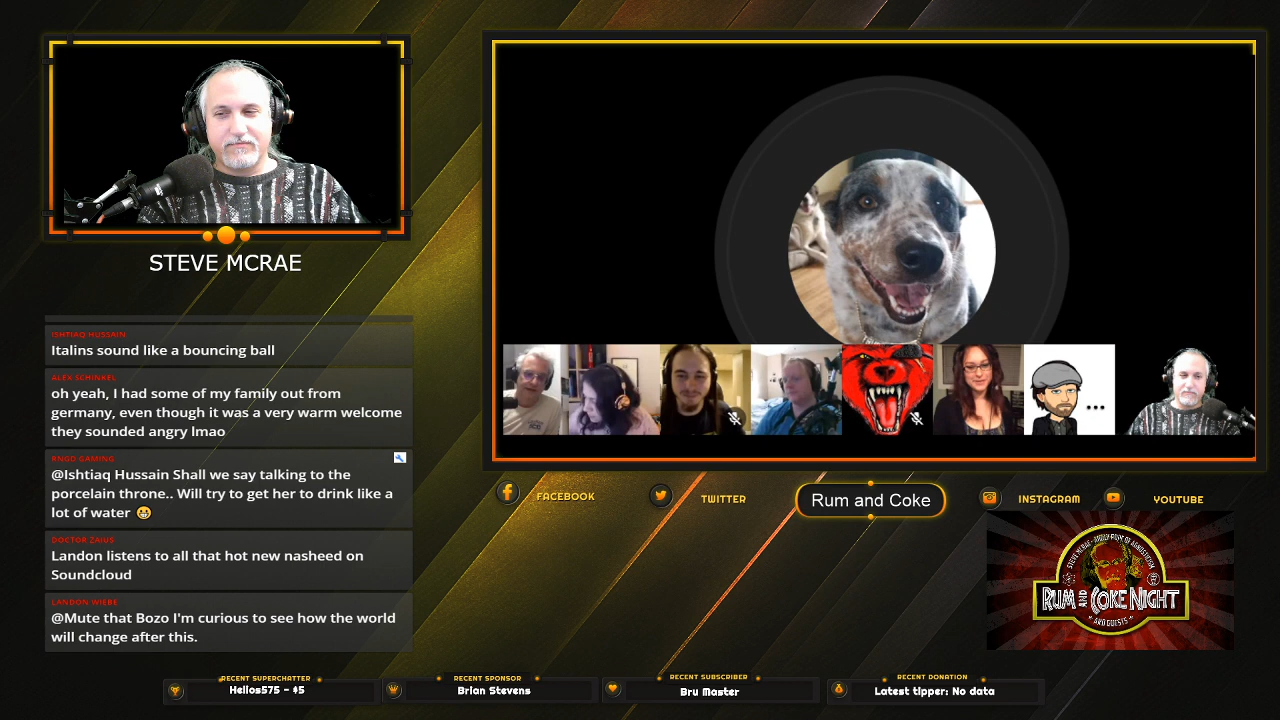 STEVE MCRAE
ISHTIAQ HUSSAIN
Italins sound like a bouncing ball
ALEX SCHINKEL
oh yeah, I had some of my family out from
germany, even though it was a very warm welcome
they sounded angry lmao
RNGD GAMING
@Ishtiaq Hussain Shall we say talking to the
porcelain throne.. Will try to get her to drink like a
lot of water 😀
DOCTOR ZAIUS
Landon listens to all that hot new nasheed on
Soundcloud
LANDON WIEBE
@Mute that Bozo I'm curious to see how the world
will change after this.
FACEBOOK
TWITTER
Rum and Coke
INSTAGRAM
YOUTUBE
RUM AND COKE NIGHT
AND GUESTS
RECENT SUPERCHATTER
Helios575 - $5
RECENT SPONSOR
Brian Stevens
RECENT SUBSCRIBER
Bru Master
RECENT DONATION
Latest tipper: No data